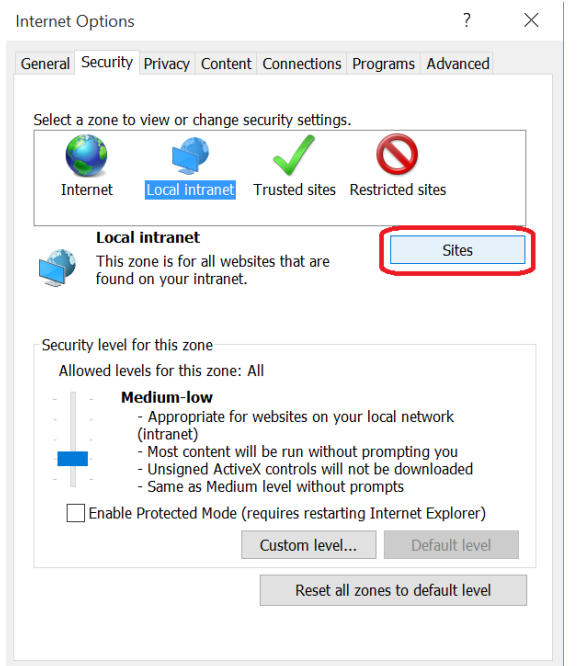 Internet Options ?
General Security Privacy Content Connections Programs Advanced
Select a zone to view or change security settings.
Internet Local intranet Trusted sites Restricted sites
Local intranet
This zone is for all websites that are
found on your intranet.
Sites
Security level for this zone
Allowed levels for this zone: All
Medium-low
- Appropriate for websites on your local network
(intranet)
- Most content will be run without prompting you
- Unsigned ActiveX controls will not be downloaded
- Same as Medium level without prompts
Enable Protected Mode (requires restarting Internet Explorer)
Custom level... Default level
Reset all zones to default level